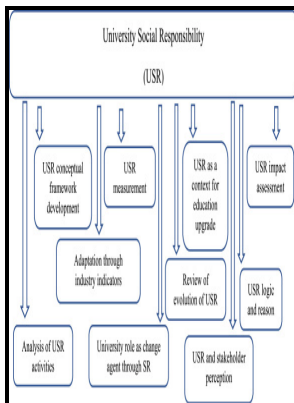 University Social Responsibility
(USR)
USR conceptual
framework
development
USR
measurement
USR as a
context for
education
upgrade
USR impact
assessment
Adaptation through
industry indicators
Review of
evolution of USR
USR logic
and reason
Analysis of USR
activities
University role as change
agent through SR
USR and stakeholder
perception